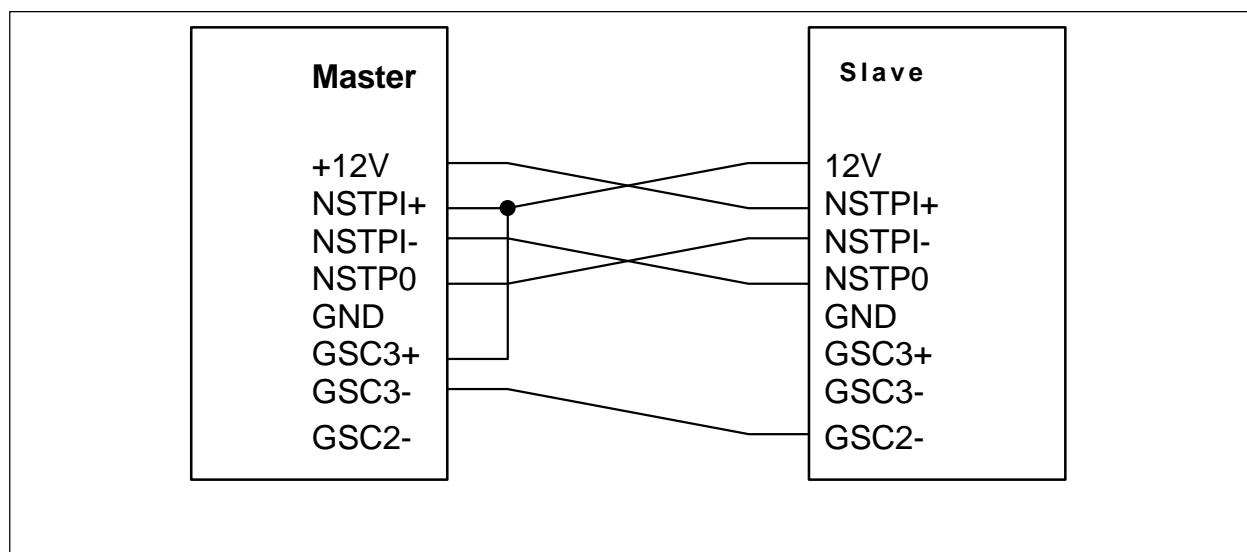 Master
+12V
NSTPI+
NSTPI-
NSTP0
GND
GSC3+
GSC3-
GSC2-
Slave
12V
NSTPI+
NSTPI-
NSTP0
GND
GSC3+
GSC3-
GSC2-